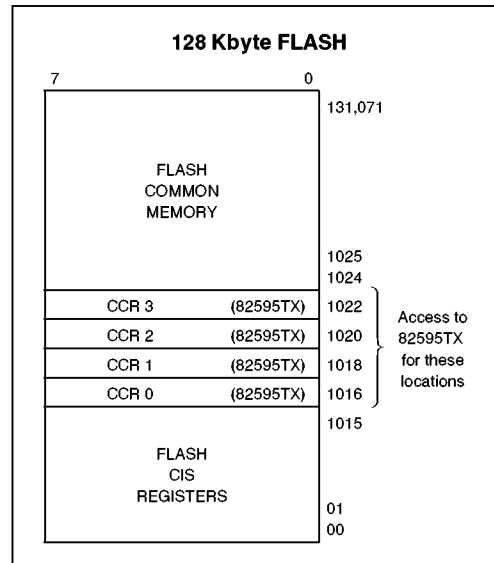 128 Kbyte FLASH
7 0
131,071
FLASH
COMMON
MEMORY
1025
1024
CCR 3 (82595TX) 1022
CCR 2 (82595TX) 1020
CCR 1 (82595TX) 1018
CCR 0 (82595TX) 1016
Access to
82595TX
for these
locations
1015
FLASH
CIS
REGISTERS
01
00